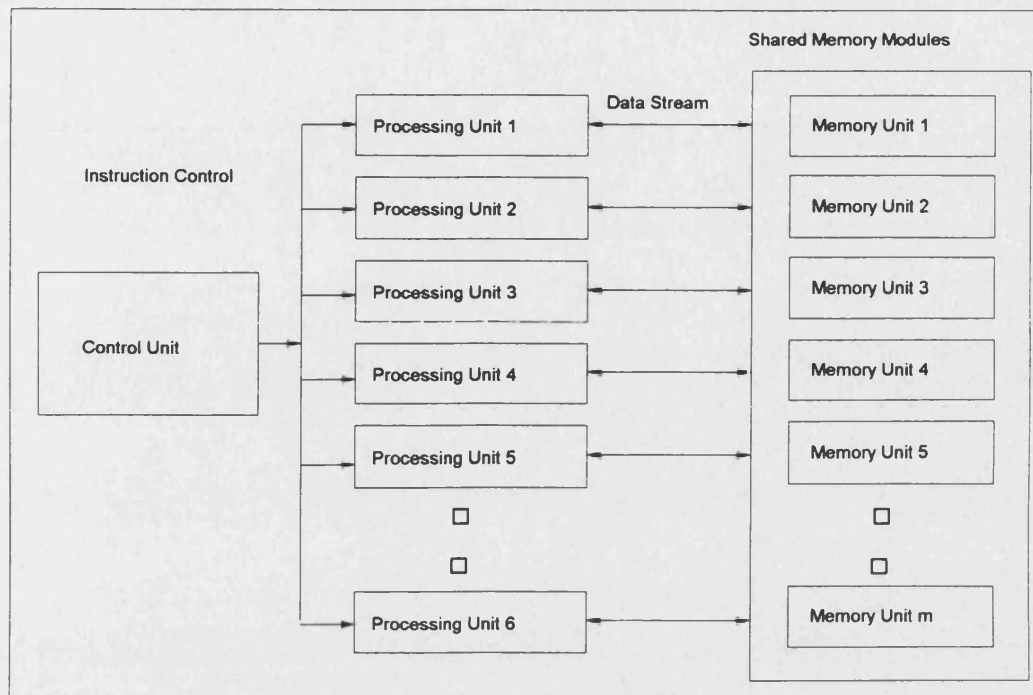 Shared Memory Modules
Data Stream
Instruction Control
Control Unit
Processing Unit 1
Processing Unit 2
Processing Unit 3
Processing Unit 4
Processing Unit 5
Processing Unit 6
Memory Unit 1
Memory Unit 2
Memory Unit 3
Memory Unit 4
Memory Unit 5
Memory Unit m